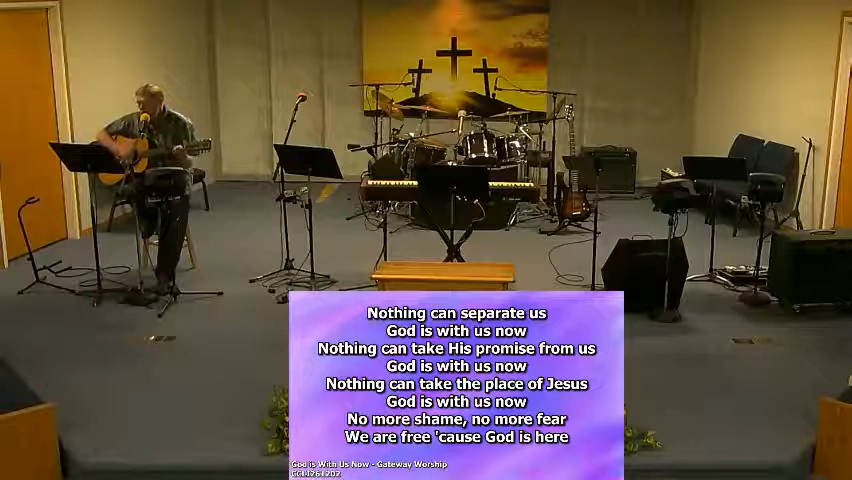 Nothing can separate us
God is with us now
Nothing can take His promise from us
God is with us now
Nothing can take the place of Jesus
God is with us now
No more shame, no more fear
We are free 'cause God is here
God is With Us Now - Gateway Worship